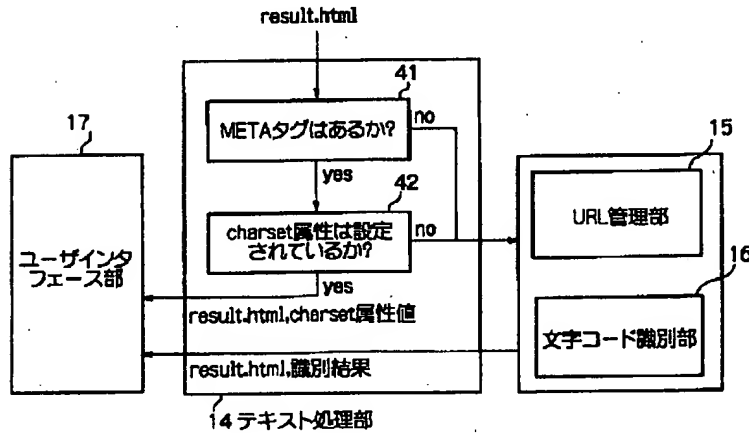 result.html
41
METAタグはあるか?
no
yes
42
charset属性は設定
されているか?
no
yes
result.html,charset属性値
result.html,識別結果
14 テキスト処理部
17
ユーザインタ
フェース部
15
URL管理部
16
文字コード識別部